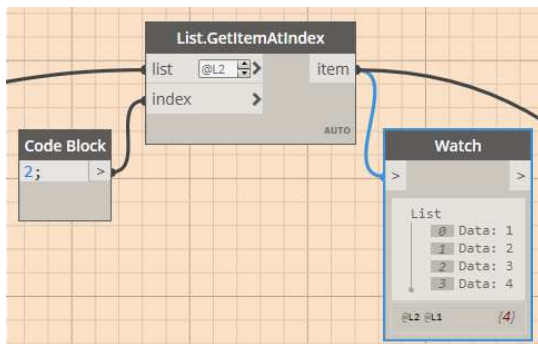 List.GetItemAtIndex
list @L2 > item
index >
AUTO
Code Block
2; >
Watch
> >
List
0 Data: 1
1 Data: 2
2 Data: 3
3 Data: 4
@L2 @L1 {4}